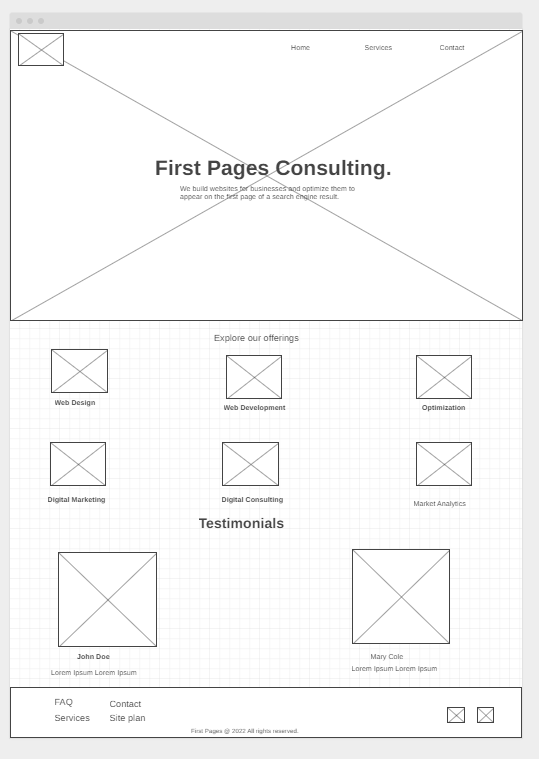 Home Services Contact
First Pages Consulting.
We build websites for businesses and optimize them to
appear on the first page of a search engine result.
Explore our offerings
Web Design
Web Development
Optimization
Digital Marketing
Digital Consulting
Market Analytics
Testimonials
John Doe
Lorem Ipsum Lorem Ipsum
Mary Cole
Lorem Ipsum Lorem Ipsum
FAQ
Services
Contact
Site plan
First Pages @ 2022 All rights reserved.